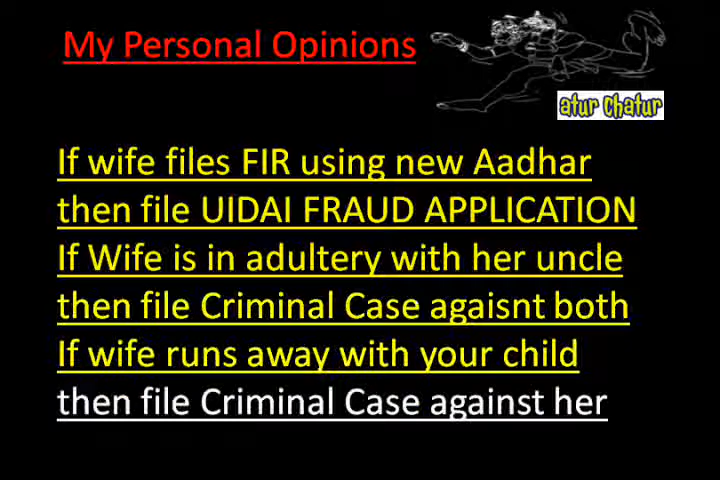 My Personal Opinions
atur chatur
If wife files FIR using new Aadhar
then file UIDAI FRAUD APPLICATION
If Wife is in adultery with her uncle
then file Criminal Case agaisnt both
If wife runs away with your child
then file Criminal Case against her